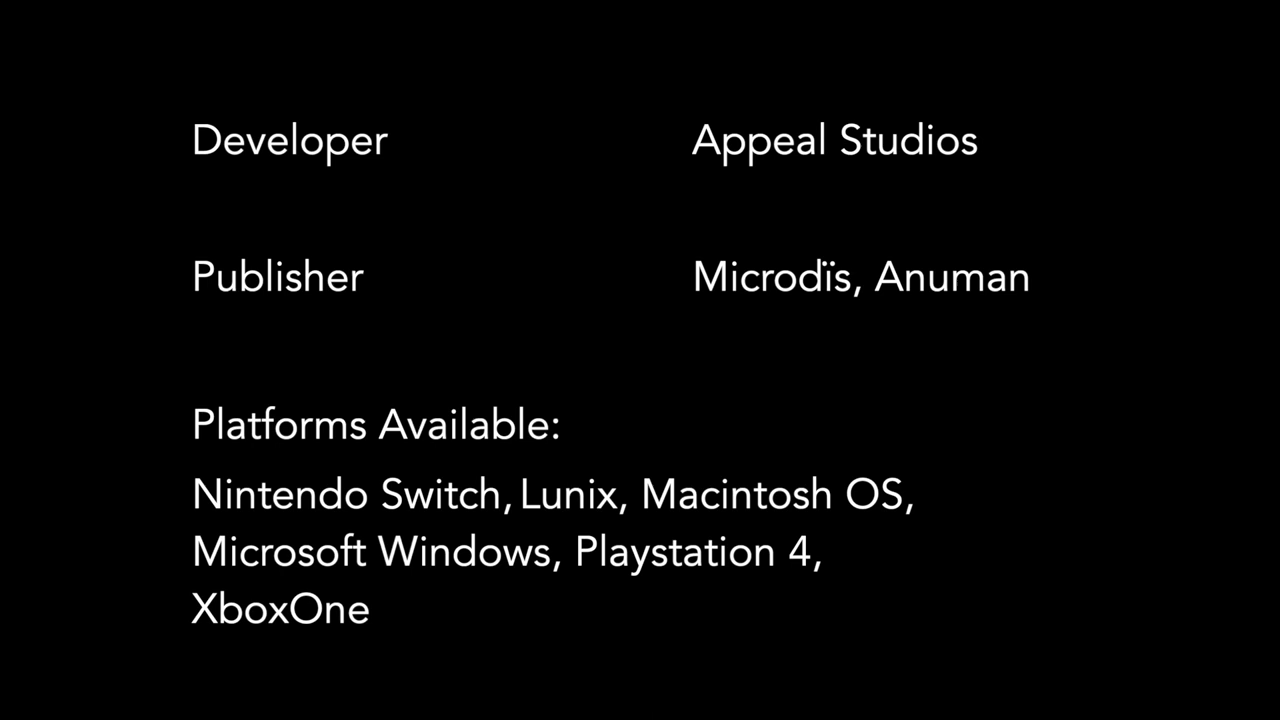 Developer Appeal Studios
Publisher Microdïs, Anuman
Platforms Available:
Nintendo Switch, Lunix, Macintosh OS,
Microsoft Windows, Playstation 4,
XboxOne